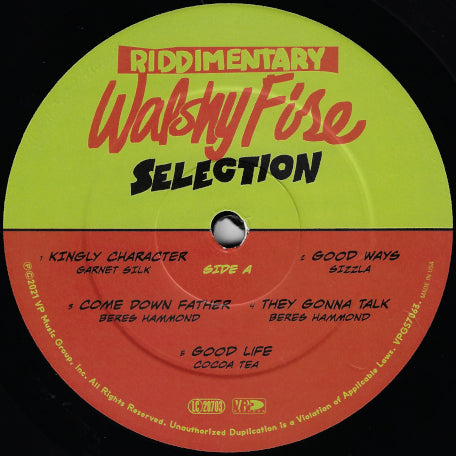 RIDDIMENTARY
Walshy Fire
SELECTION
1 KINGLY CHARACTER
GARNET SILK
SIDE A
2 GOOD WAYS
SIZZLA
3 COME DOWN FATHER
BERES HAMMOND
4 THEY GONNA TALK
BERES HAMMOND
5 GOOD LIFE
COCOA TEA
℗©2021 VP Music Group, Inc. All Rights Reserved. Unauthorized Duplication is a Violation of Applicable Laws. VPGS7063. MADE IN USA
LC 20703